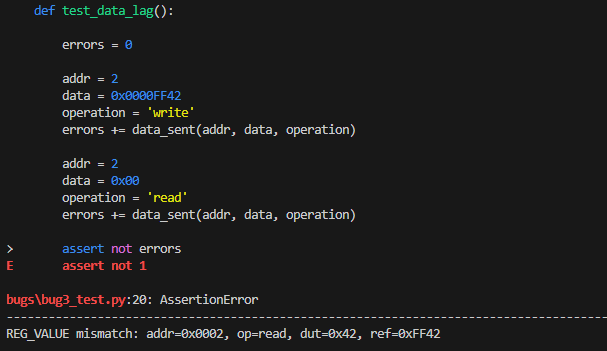 def test_data_lag():
errors = 0
addr = 2
data = 0x0000FF42
operation = 'write'
errors += data_sent(addr, data, operation)
addr = 2
data = 0x00
operation = 'read'
errors += data_sent(addr, data, operation)
> assert not errors
E assert not 1
bugs\bug3_test.py:20: AssertionError
--------------------------------------------------------------------------------------
REG_VALUE mismatch: addr=0x0002, op=read, dut=0x42, ref=0xFF42